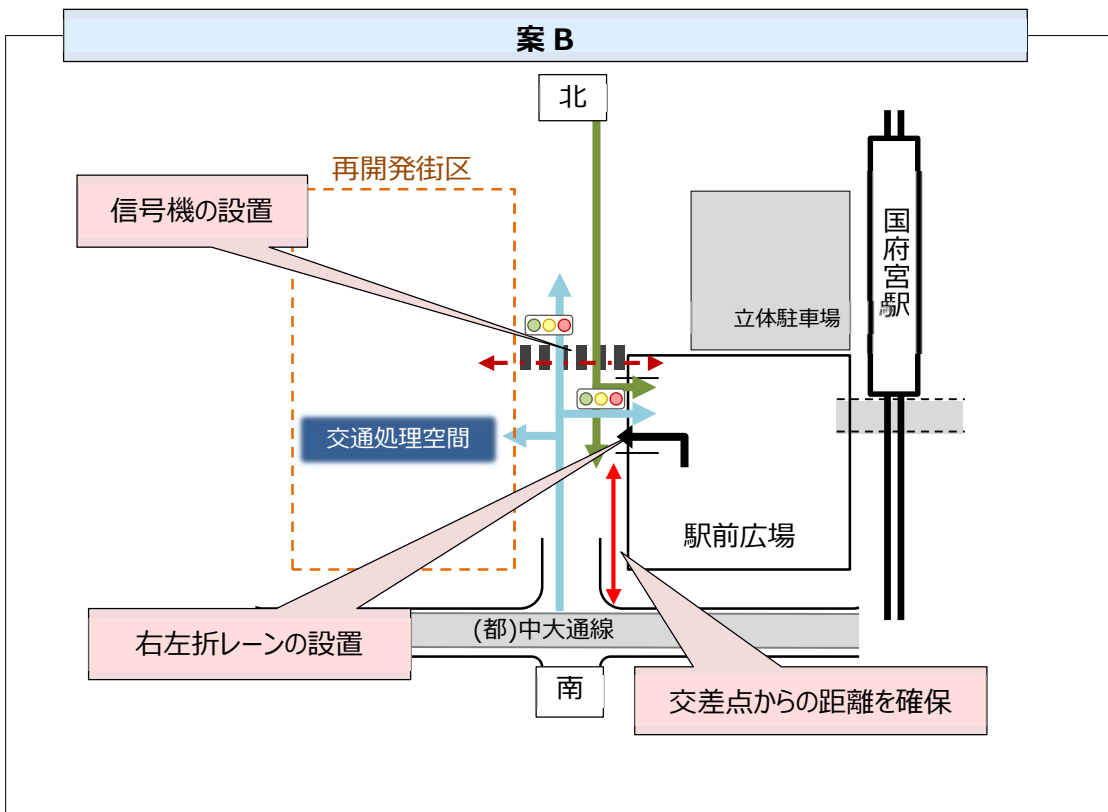 案B
北
再開発街区
信号機の設置
国府宮駅
立体駐車場
交通処理空間
駅前広場
(都)中大通線
右左折レーンの設置
南
交差点からの距離を確保